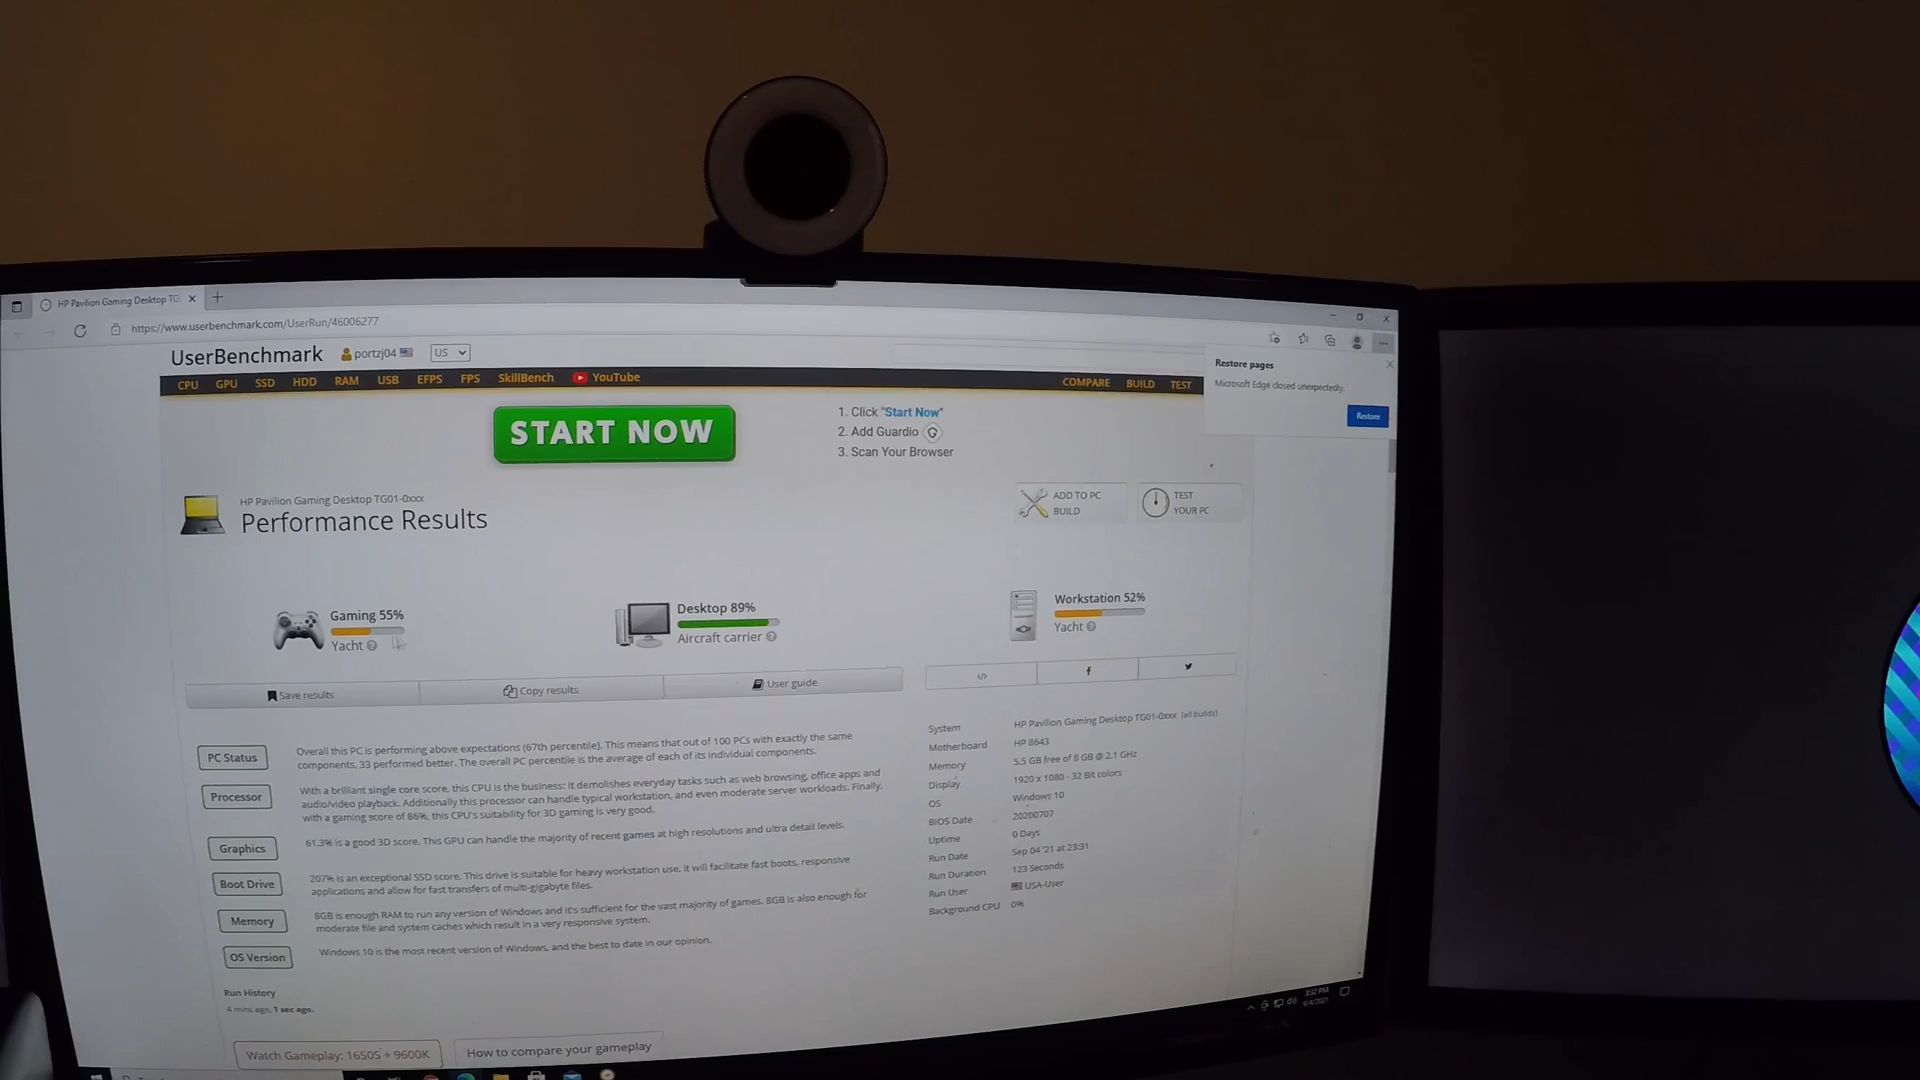 HP Pavilion Gaming Desktop TG
https://www.userbenchmark.com/UserRun/46006277
UserBenchmark portzj04 US
CPU GPU SSD HDD RAM USB EFPS FPS SkillBench YouTube COMPARE BUILD TEST
Restore pages
Microsoft Edge closed unexpectedly.
Restore
START NOW
1. Click "Start Now"
2. Add Guardio
3. Scan Your Browser
HP Pavilion Gaming Desktop TG01-0xxx
Performance Results
ADD TO PC
BUILD
TEST
YOUR PC
Gaming 55%
Yacht
Desktop 89%
Aircraft carrier
Workstation 52%
Yacht
Save results
Copy results
User guide
PC Status
Overall this PC is performing above expectations (67th percentile). This means that out of 100 PCs with exactly the same
components, 33 performed better. The overall PC percentile is the average of each of its individual components.
Processor
With a brilliant single core score, this CPU is the business: It demolishes everyday tasks such as web browsing, office apps and
audio/video playback. Additionally this processor can handle typical workstation, and even moderate server workloads. Finally,
with a gaming score of 86%, this CPU's suitability for 3D gaming is very good.
Graphics
61.3% is a good 3D score. This GPU can handle the majority of recent games at high resolutions and ultra detail levels.
Boot Drive
207% is an exceptional SSD score. This drive is suitable for heavy workstation use, it will facilitate fast boots, responsive
applications and allow for fast transfers of multi-gigabyte files.
Memory
8GB is enough RAM to run any version of Windows and it's sufficient for the vast majority of games. 8GB is also enough for
moderate file and system caches which result in a very responsive system.
OS Version
Windows 10 is the most recent version of Windows, and the best to date in our opinion.
System HP Pavilion Gaming Desktop TG01-0xxx (all builds)
Motherboard HP 8643
Memory 5.5 GB free of 8 GB @ 2.1 GHz
Display 1920 x 1080 - 32 Bit colors
OS Windows 10
BIOS Date 20200707
Uptime 0 Days
Run Date Sep 04 '21 at 23:31
Run Duration 123 Seconds
Run User USA-User
Background CPU 0%
Run History
4 mins ago, 1 sec ago.
Watch Gameplay: 1650S + 9600K
How to compare your gameplay